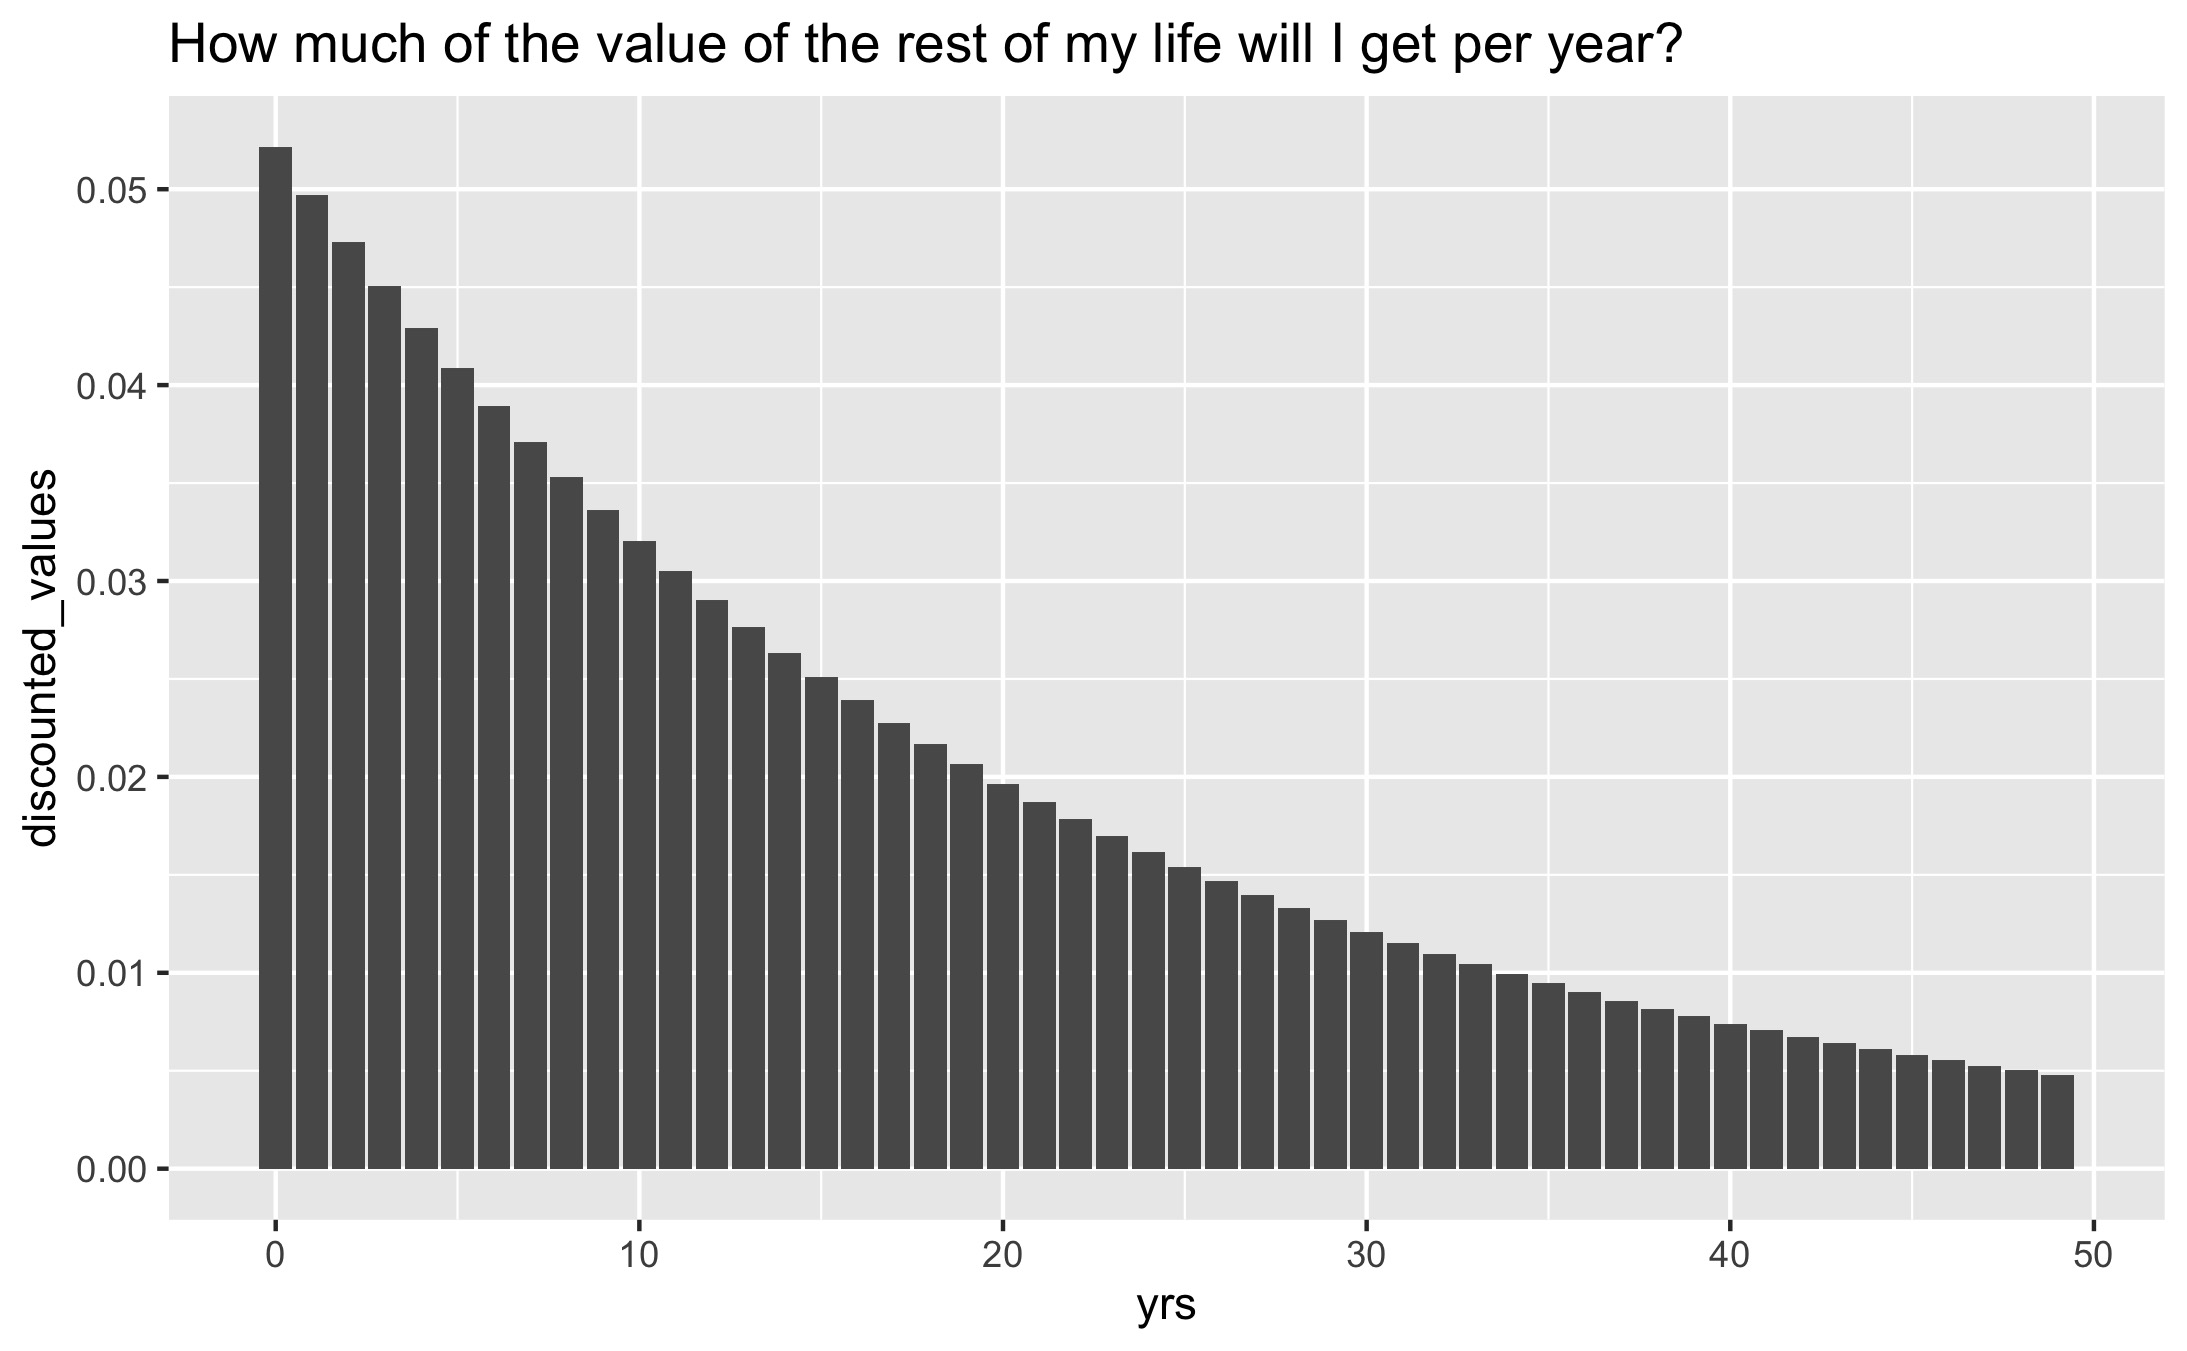 How much of the value of the rest of my life will I get per year?
discounted_values
0.05
0.04
0.03
0.02
0.01
0.00
0 10 20 30 40 50
yrs